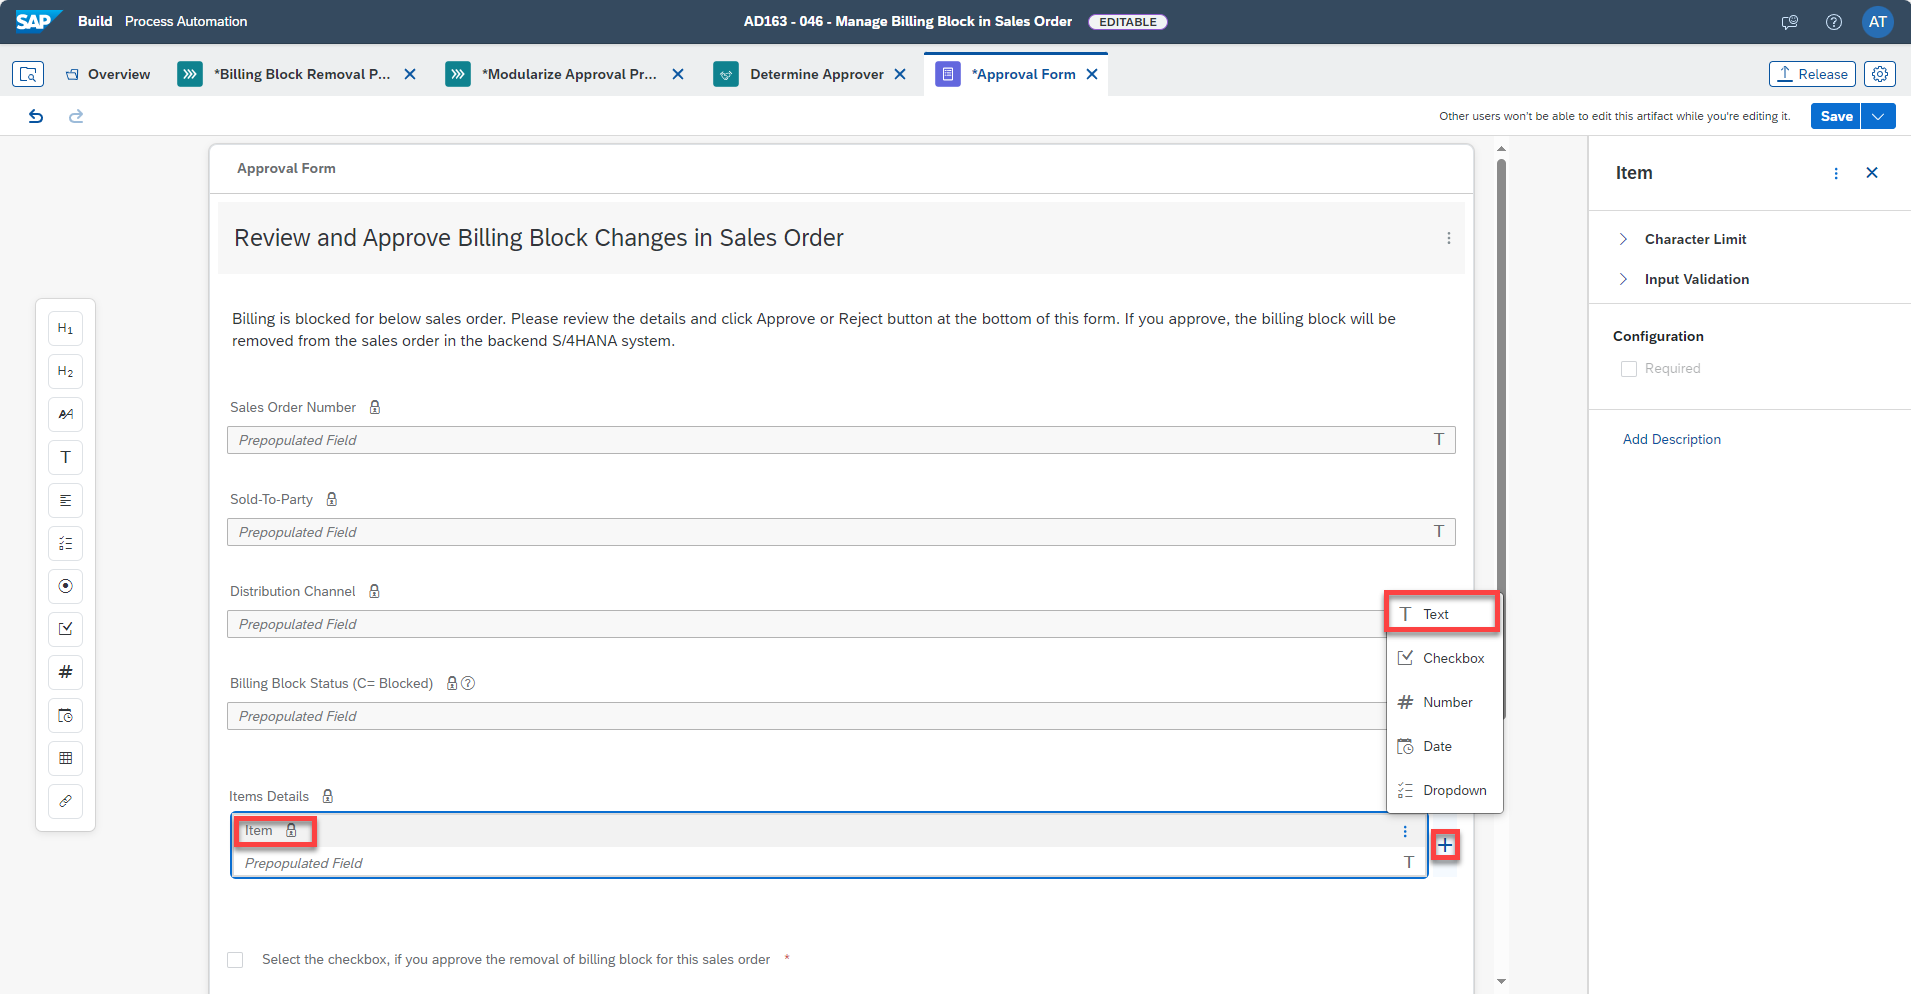 SAP Build Process Automation
AD163 - 046 - Manage Billing Block in Sales Order EDITABLE
AT
Overview
*Billing Block Removal P...
*Modularize Approval Pr...
Determine Approver
*Approval Form
Release
Other users won't be able to edit this artifact while you're editing it.
Save
Approval Form
Review and Approve Billing Block Changes in Sales Order
Billing is blocked for below sales order. Please review the details and click Approve or Reject button at the bottom of this form. If you approve, the billing block will be
removed from the sales order in the backend S/4HANA system.
H1
H2
AA
T
#
Sales Order Number
Prepopulated Field T
Sold-To-Party
Prepopulated Field T
Distribution Channel
Prepopulated Field
Billing Block Status (C= Blocked) ?
Prepopulated Field
T Text
Checkbox
# Number
Date
Dropdown
Items Details
Item
+
Prepopulated Field T
Select the checkbox, if you approve the removal of billing block for this sales order *
Item
Character Limit
Input Validation
Configuration
Required
Add Description